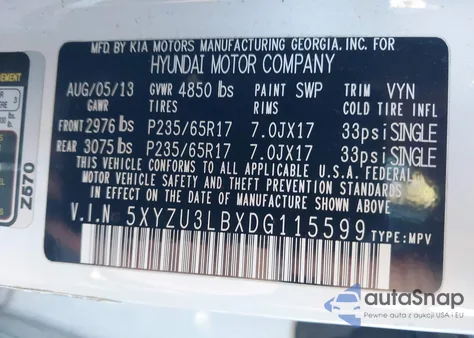 MFD. BY KIA MOTORS MANUFACTURING GEORGIA, INC. FOR
HYUNDAI MOTOR COMPANY
AUG/05/13 GVWR 4850 lbs PAINT SWP TRIM VYN
GAWR TIRES RIMS COLD TIRE INFL
FRONT 2976 lbs P235/65R17 7.0JX17 33psi SINGLE
REAR 3075 lbs P235/65R17 7.0JX17 33psi SINGLE
THIS VEHICLE CONFORMS TO ALL APPLICABLE U.S.A. FEDERAL
MOTOR VEHICLE SAFETY AND THEFT PREVENTION STANDARDS
IN EFFECT ON THE DATE OF MANUFACTURE SHOWN ABOVE.
V.I.N 5XYZU3LBXDG115599 TYPE:MPV
Z670
autoSnap
Pewne auta z aukcji USA i EU